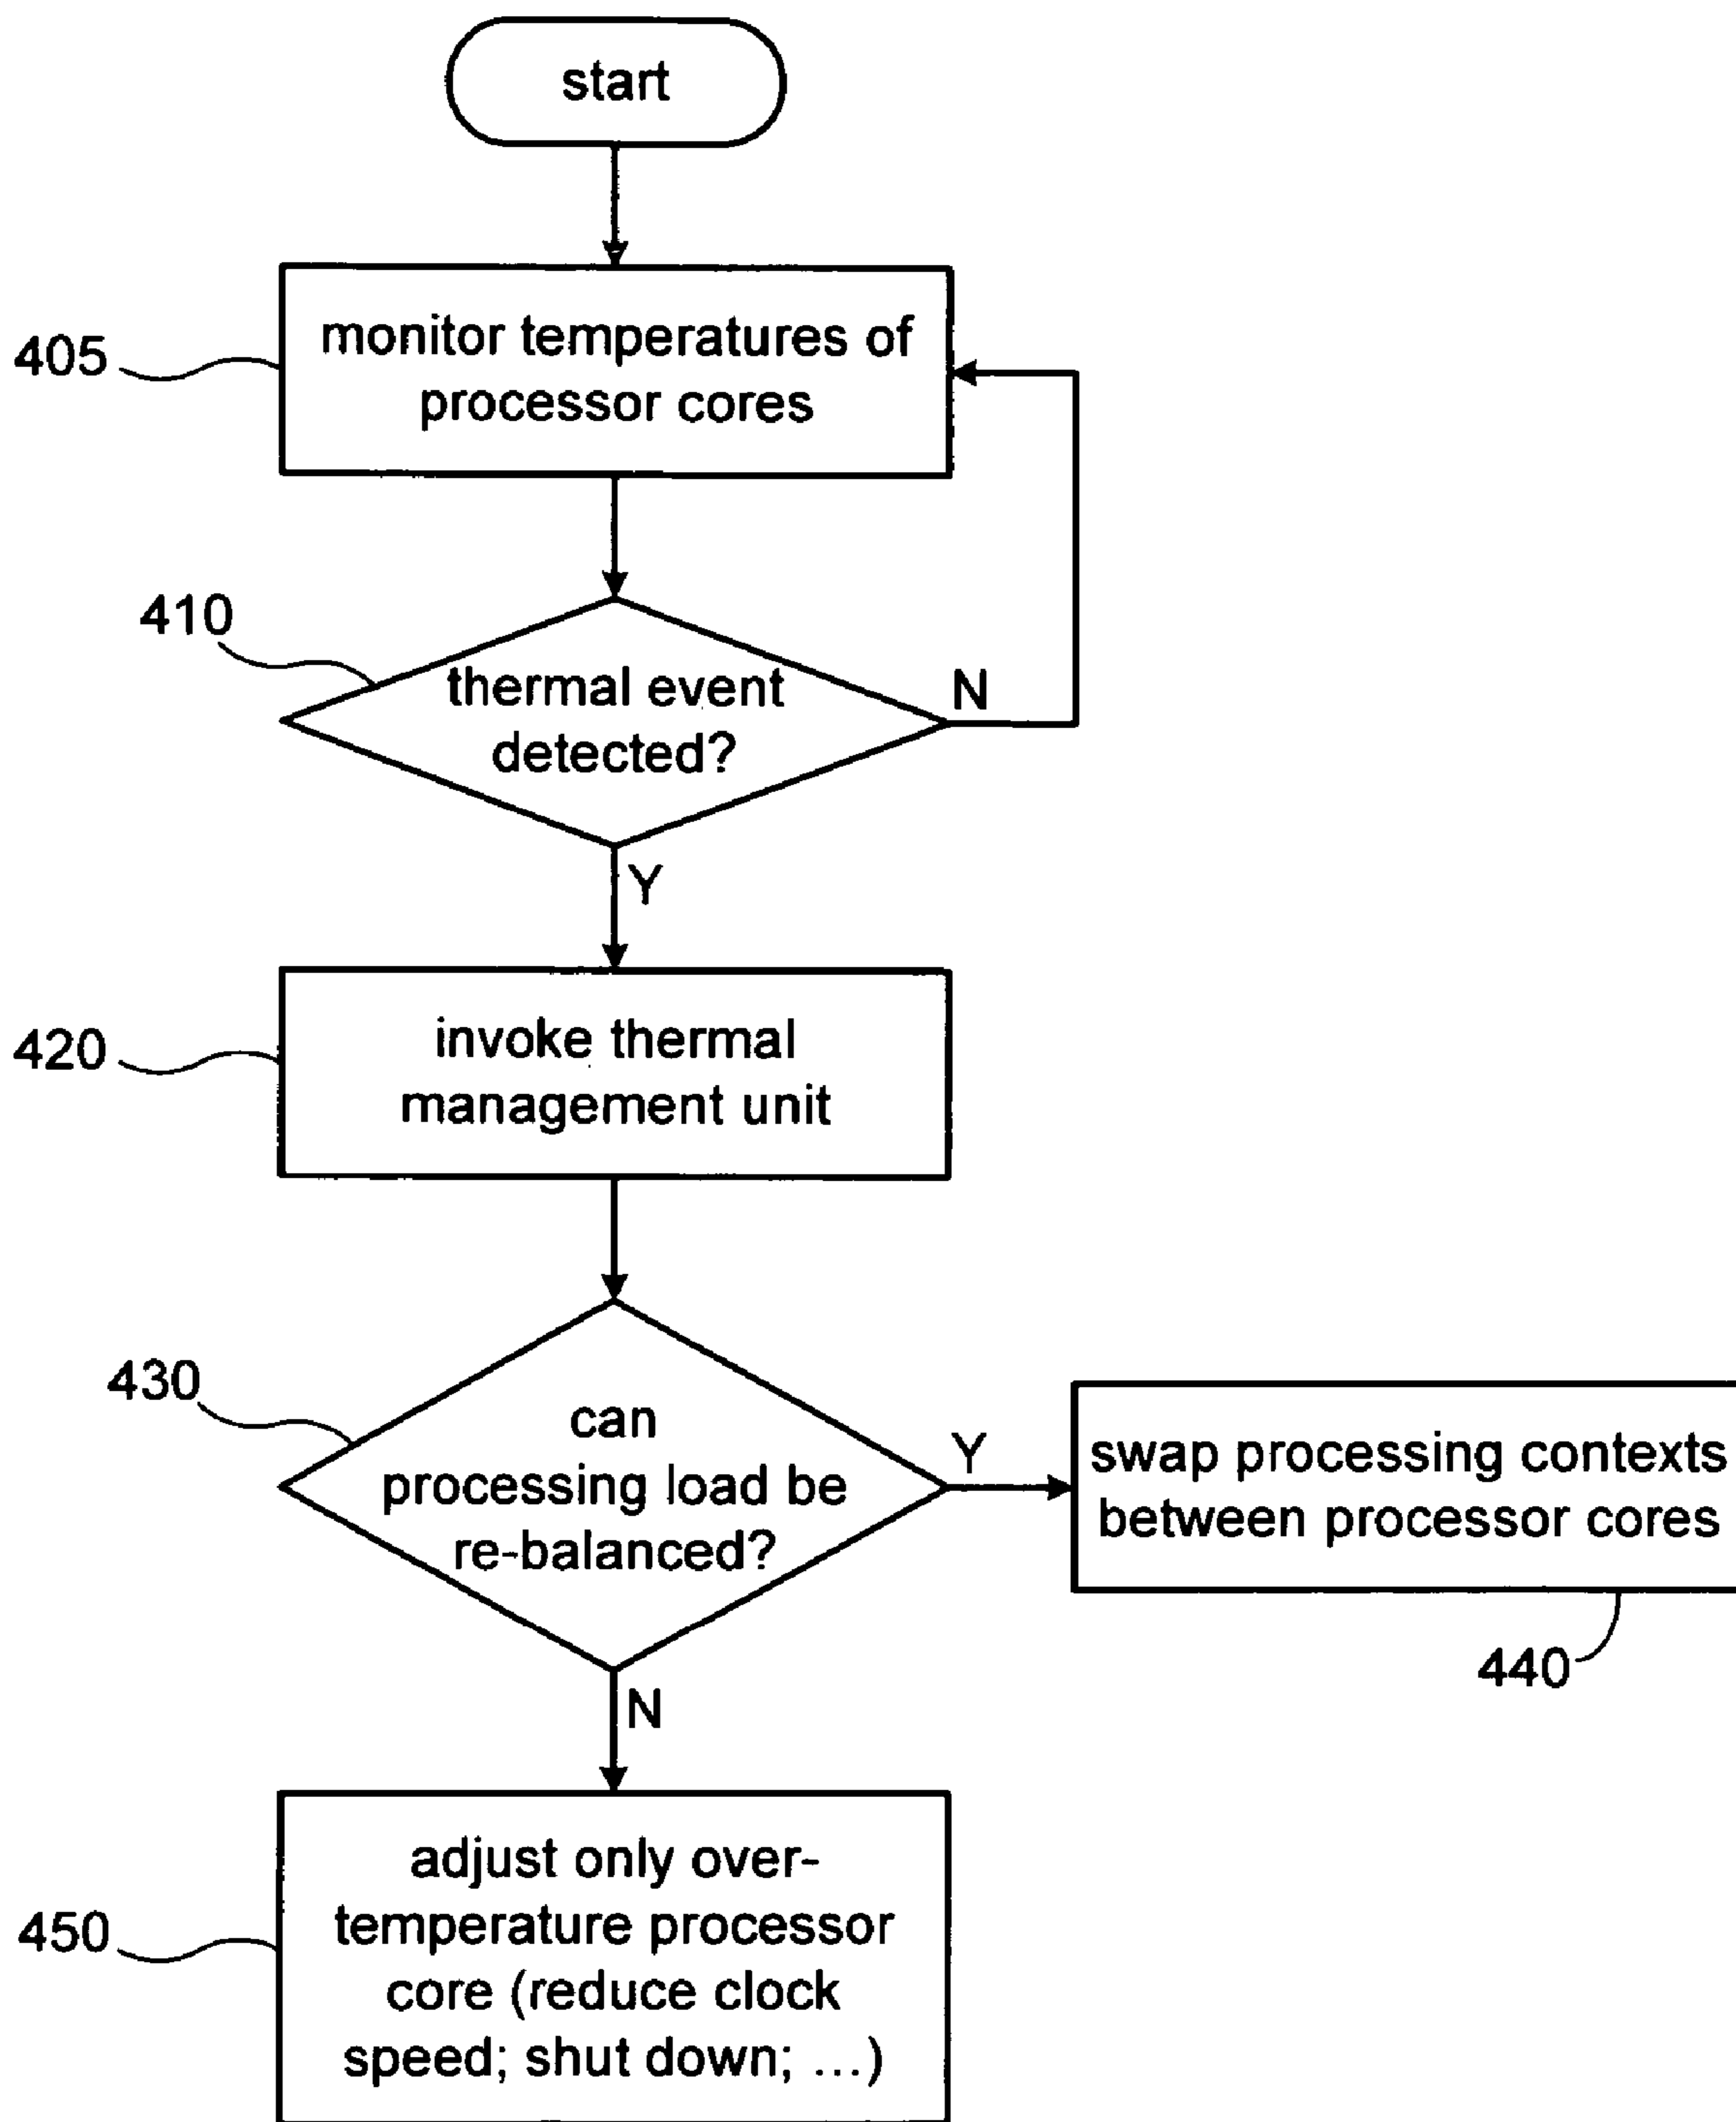 start
405
monitor temperatures of
processor cores
410
thermal event
detected?
N
Y
420
invoke thermal
management unit
430
can
processing load be
re-balanced?
Y
swap processing contexts
between processor cores
440
N
450
adjust only over-
temperature processor
core (reduce clock
speed; shut down; ...)